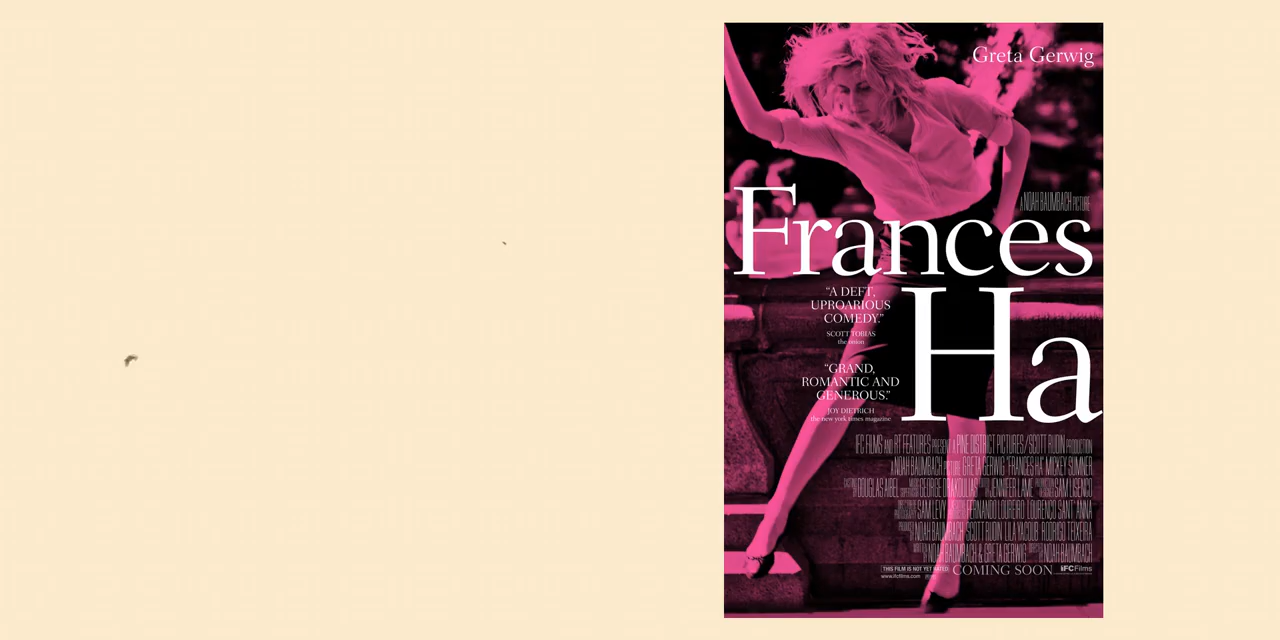 Greta Gerwig
A NOAH BAUMBACH PICTURE
Frances
Ha
“A DEFT,
UPROARIOUS
COMEDY.”
SCOTT TOBIAS
the onion
“GRAND,
ROMANTIC AND
GENEROUS.”
JOY DIETRICH
the new york times magazine
IFC FILMS AND RT FEATURES PRESENT A PINE DISTRICT PICTURES/SCOTT RUDIN PRODUCTION
A NOAH BAUMBACH PICTURE GRETA GERWIG "FRANCES HA" MICKEY SUMNER
DOUGLAS AIBEL GEORGE DRAKOULIAS JENNIFER LAME SAM LISENCO
SAM LEVY FERNANDO LOUREIRO LOURENÇO SANT' ANNA
NOAH BAUMBACH SCOTT RUDIN LILA YACOUB RODRIGO TEIXEIRA
NOAH BAUMBACH & GRETA GERWIG NOAH BAUMBACH
THIS FILM IS NOT YET RATED COMING SOON IFC Films
www.ifcfilms.com